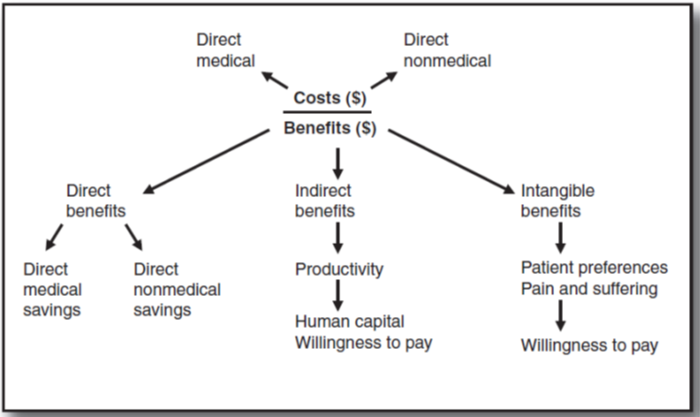 Direct
medical
Direct
nonmedical
Costs ($)
Benefits ($)
Direct
benefits
Indirect
benefits
Intangible
benefits
Direct
medical
savings
Direct
nonmedical
savings
Productivity
Patient preferences
Pain and suffering
Human capital
Willingness to pay
Willingness to pay